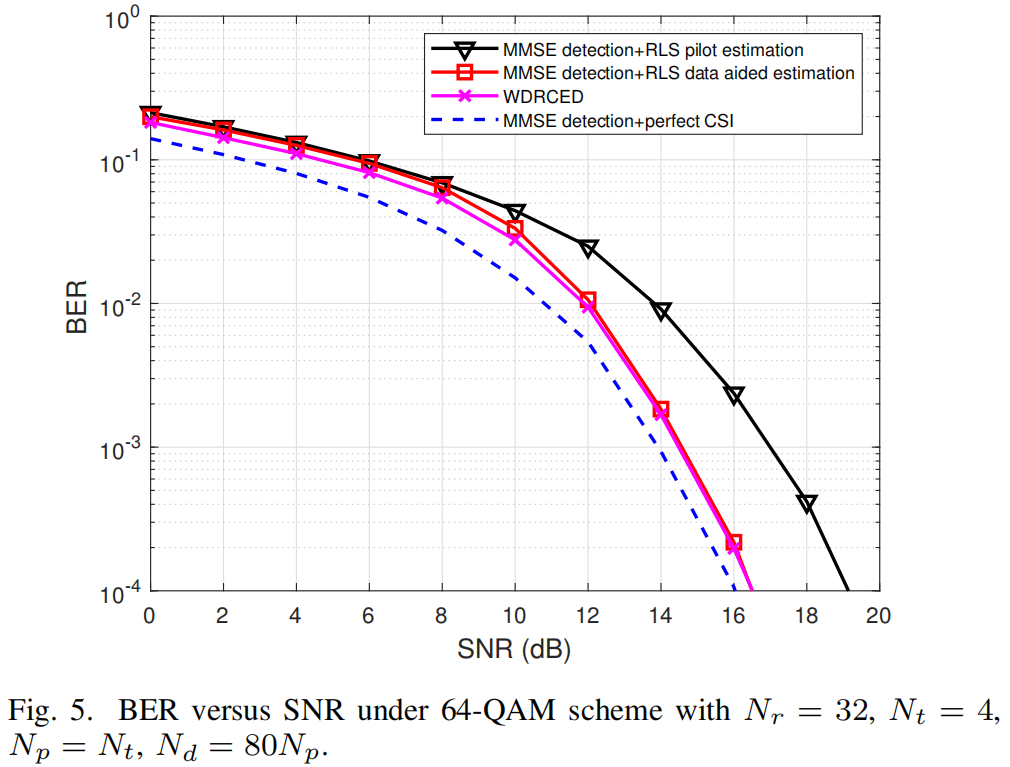 10^0
10^-1
10^-2
10^-3
10^-4
BER
MMSE detection+RLS pilot estimation
MMSE detection+RLS data aided estimation
WDRCED
MMSE detection+perfect CSI
0 2 4 6 8 10 12 14 16 18 20
SNR (dB)
Fig. 5. BER versus SNR under 64-QAM scheme with N_r = 32, N_t = 4,
N_p = N_t, N_d = 80N_p.